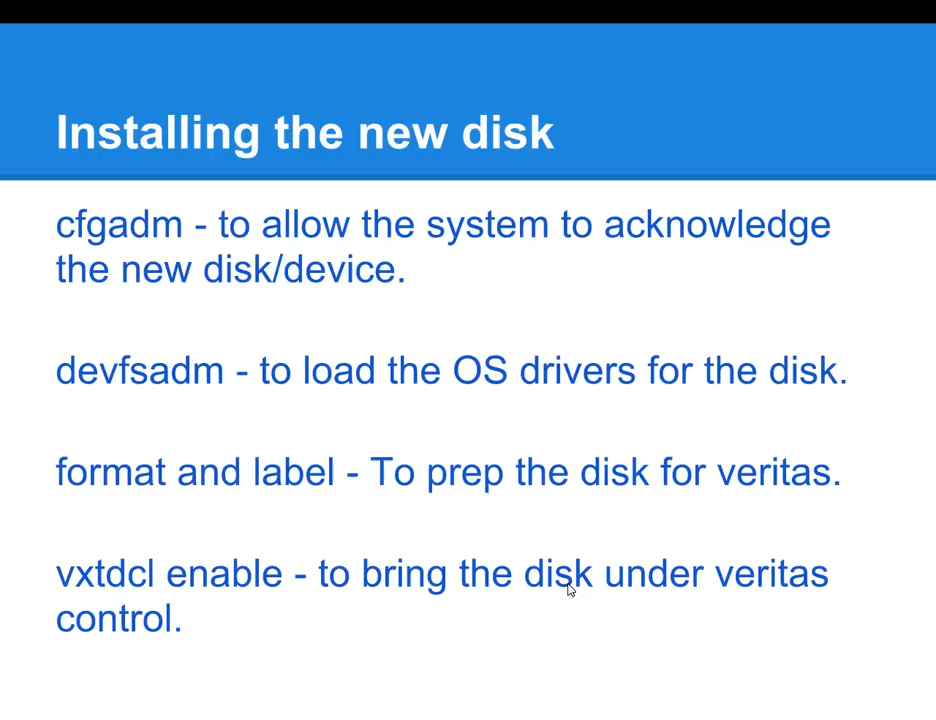 Installing the new disk
cfgadm - to allow the system to acknowledge
the new disk/device.
devfsadm - to load the OS drivers for the disk.
format and label - To prep the disk for veritas.
vxtdcl enable - to bring the disk under veritas
control.